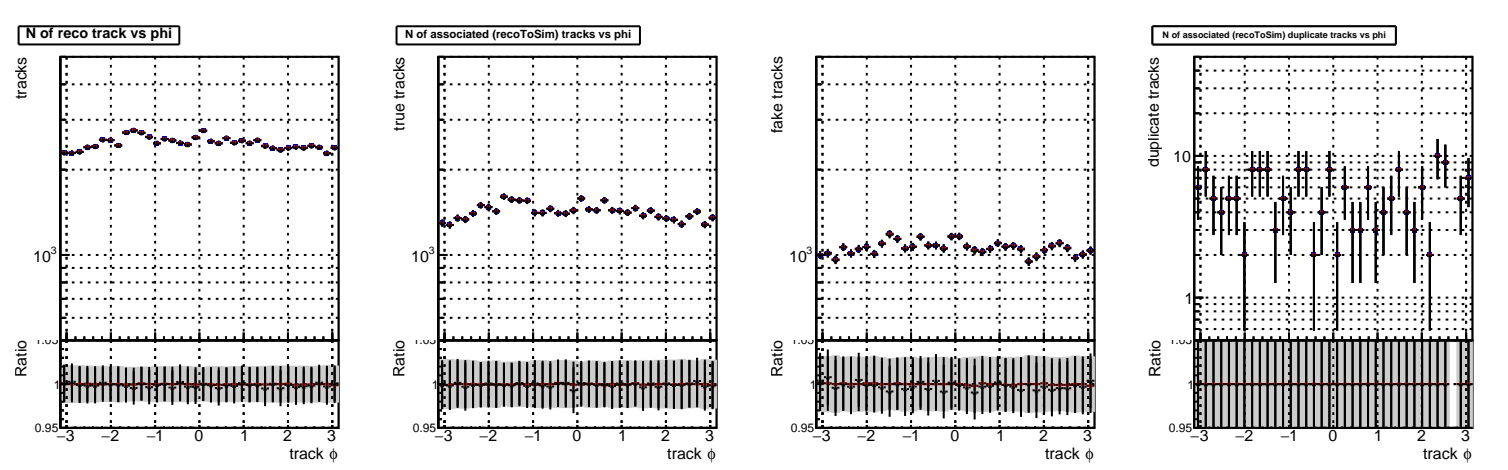 N of reco track vs phi
N of associated (recoToSim) tracks vs phi
N of associated (recoToSim) duplicate tracks vs phi
tracks
10³
Ratio
1
0.95
−3 −2 −1 0 1 2 3
track ϕ
true tracks
10³
Ratio
1
0.95
−3 −2 −1 0 1 2 3
track ϕ
fake tracks
10³
Ratio
1
0.95
−3 −2 −1 0 1 2 3
track ϕ
duplicate tracks
10
1
Ratio
1
0.95
−3 −2 −1 0 1 2 3
track ϕ